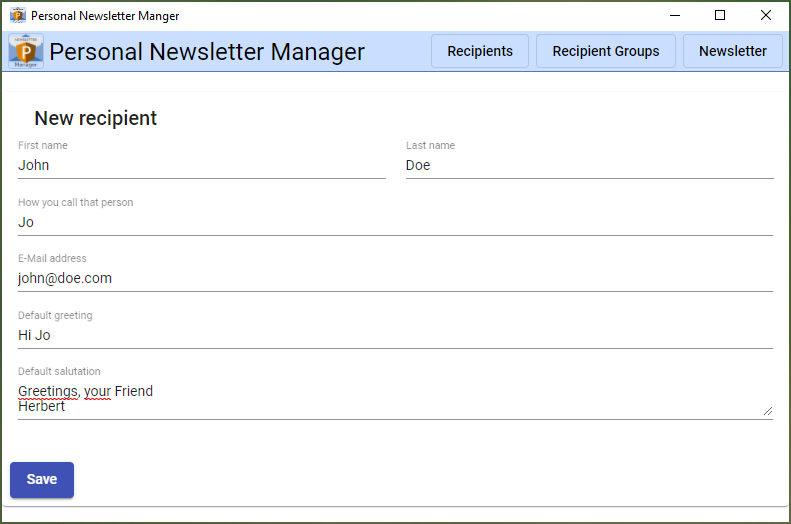 Personal Newsletter Manger
Personal Newsletter Manager
Recipients
Recipient Groups
Newsletter
New recipient
First name
Last name
John
Doe
How you call that person
Jo
E-Mail address
john@doe.com
Default greeting
Hi Jo
Default salutation
Greetings, your Friend
Herbert
Save